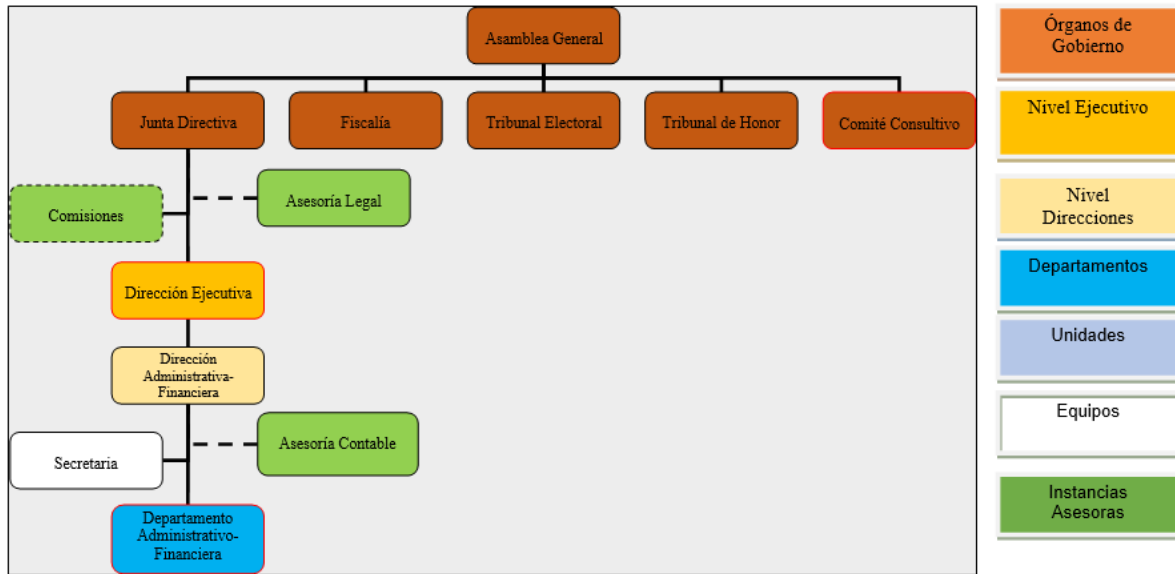 Asamblea General
Junta Directiva
Fiscalía
Tribunal Electoral
Tribunal de Honor
Comité Consultivo
Comisiones
Asesoría Legal
Dirección Ejecutiva
Dirección
Administrativa-
Financiera
Secretaria
Asesoría Contable
Departamento
Administrativo-
Financiera
Órganos de
Gobierno
Nivel Ejecutivo
Nivel
Direcciones
Departamentos
Unidades
Equipos
Instancias
Asesoras